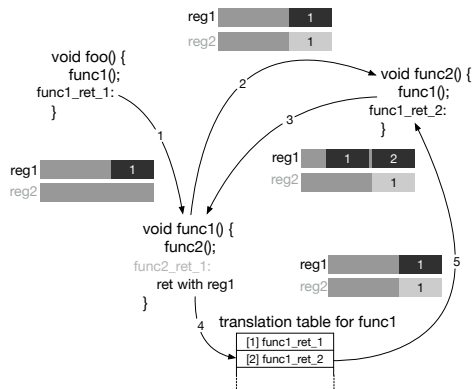 reg1 1
reg2 1
void foo() {
func1();
func1_ret_1:
}
1
2
void func2() {
func1();
func1_ret_2:
}
3
reg1 1
reg2
reg1 1 2
reg2 1
void func1() {
func2();
func2_ret_1:
ret with reg1
}
reg1 1
reg2 1
5
4
translation table for func1
[1] func1_ret_1
[2] func1_ret_2